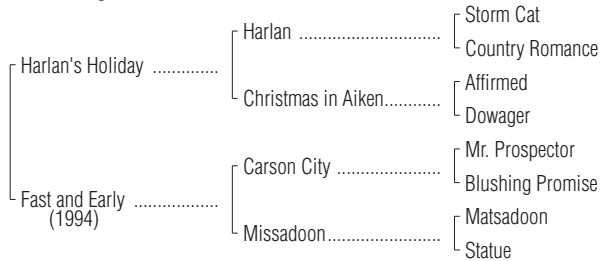 Storm Cat
Harlan ..........................
Country Romance
Harlan's Holiday ..............
Affirmed
Christmas in Aiken............
Dowager
Mr. Prospector
Carson City ...................
Blushing Promise
Fast and Early .................
(1994)
Matsadoon
Missadoon.....................
Statue